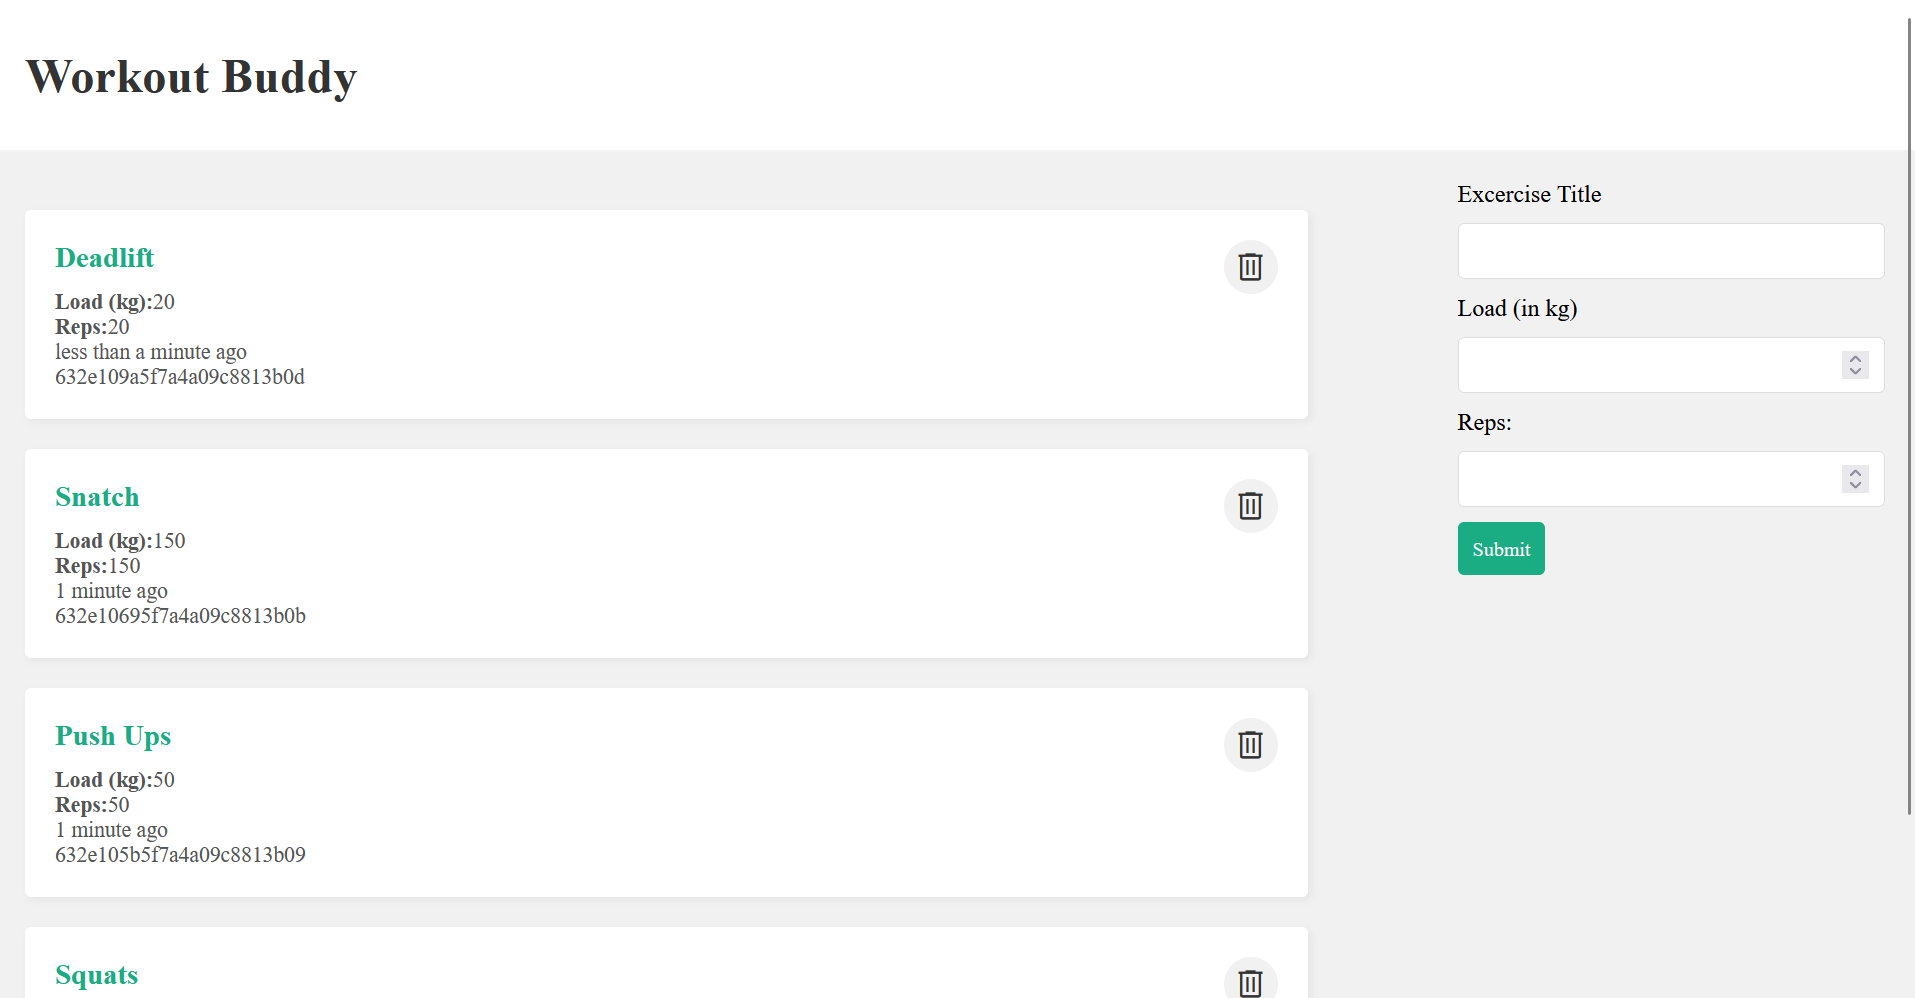 Workout Buddy
Deadlift
Load (kg):20
Reps:20
less than a minute ago
632e109a5f7a4a09c8813b0d
Snatch
Load (kg):150
Reps:150
1 minute ago
632e10695f7a4a09c8813b0b
Push Ups
Load (kg):50
Reps:50
1 minute ago
632e105b5f7a4a09c8813b09
Squats
Excercise Title
Load (in kg)
Reps:
Submit